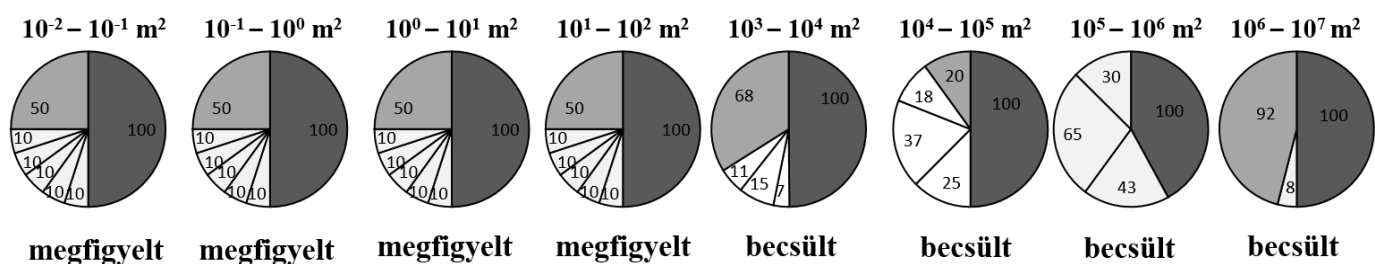 10⁻² – 10⁻¹ m² 10⁻¹ – 10⁰ m² 10⁰ – 10¹ m² 10¹ – 10² m² 10³ – 10⁴ m² 10⁴ – 10⁵ m² 10⁵ – 10⁶ m² 10⁶ – 10⁷ m²
50 100 10 10 10 10 10
50 100 10 10 10 10 10
50 100 10 10 10 10 10
50 100 10 10 10 10 10
68 100 11 15 7
20 100 18 37 25
30 100 65 43
92 100 8
megfigyelt megfigyelt megfigyelt megfigyelt becsült becsült becsült becsült